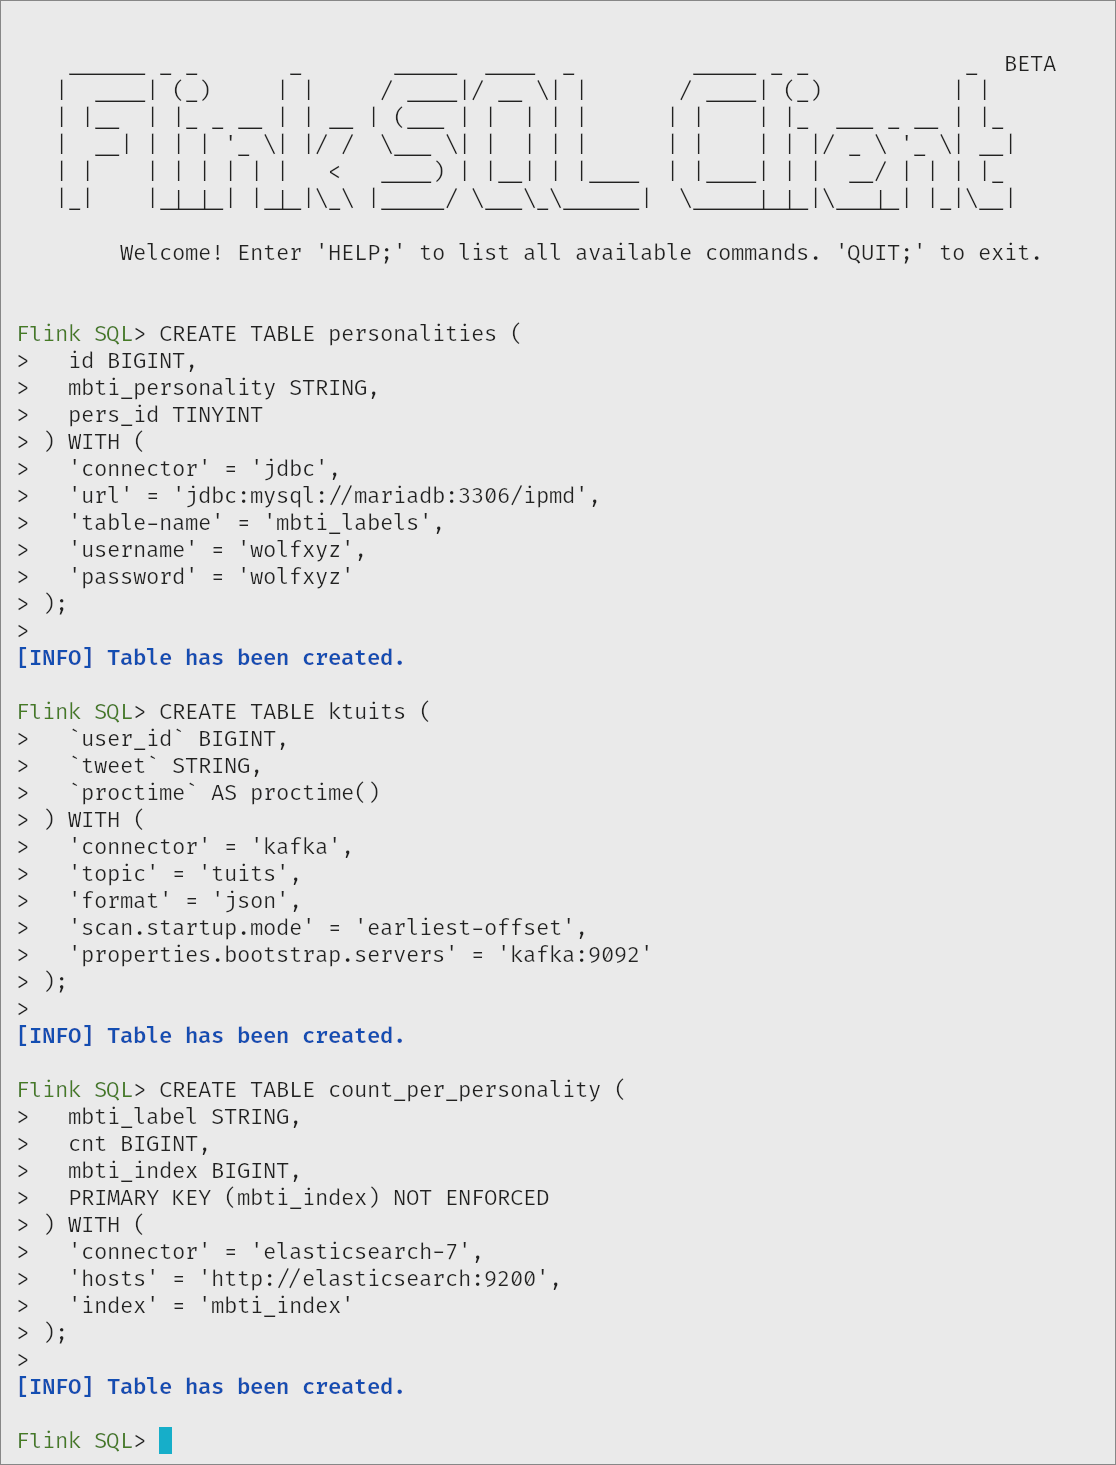 Flink SQL Client BETA
Welcome! Enter 'HELP;' to list all available commands. 'QUIT;' to exit.
Flink SQL> CREATE TABLE personalities (
>   id BIGINT,
>   mbti_personality STRING,
>   pers_id TINYINT
> ) WITH (
>   'connector' = 'jdbc',
>   'url' = 'jdbc:mysql://mariadb:3306/ipmd',
>   'table-name' = 'mbti_labels',
>   'username' = 'wolfxyz',
>   'password' = 'wolfxyz'
> );
>
[INFO] Table has been created.
Flink SQL> CREATE TABLE ktuits (
>   `user_id` BIGINT,
>   `tweet` STRING,
>   `proctime` AS proctime()
> ) WITH (
>   'connector' = 'kafka',
>   'topic' = 'tuits',
>   'format' = 'json',
>   'scan.startup.mode' = 'earliest-offset',
>   'properties.bootstrap.servers' = 'kafka:9092'
> );
>
[INFO] Table has been created.
Flink SQL> CREATE TABLE count_per_personality (
>   mbti_label STRING,
>   cnt BIGINT,
>   mbti_index BIGINT,
>   PRIMARY KEY (mbti_index) NOT ENFORCED
> ) WITH (
>   'connector' = 'elasticsearch-7',
>   'hosts' = 'http://elasticsearch:9200',
>   'index' = 'mbti_index'
> );
>
[INFO] Table has been created.
Flink SQL>